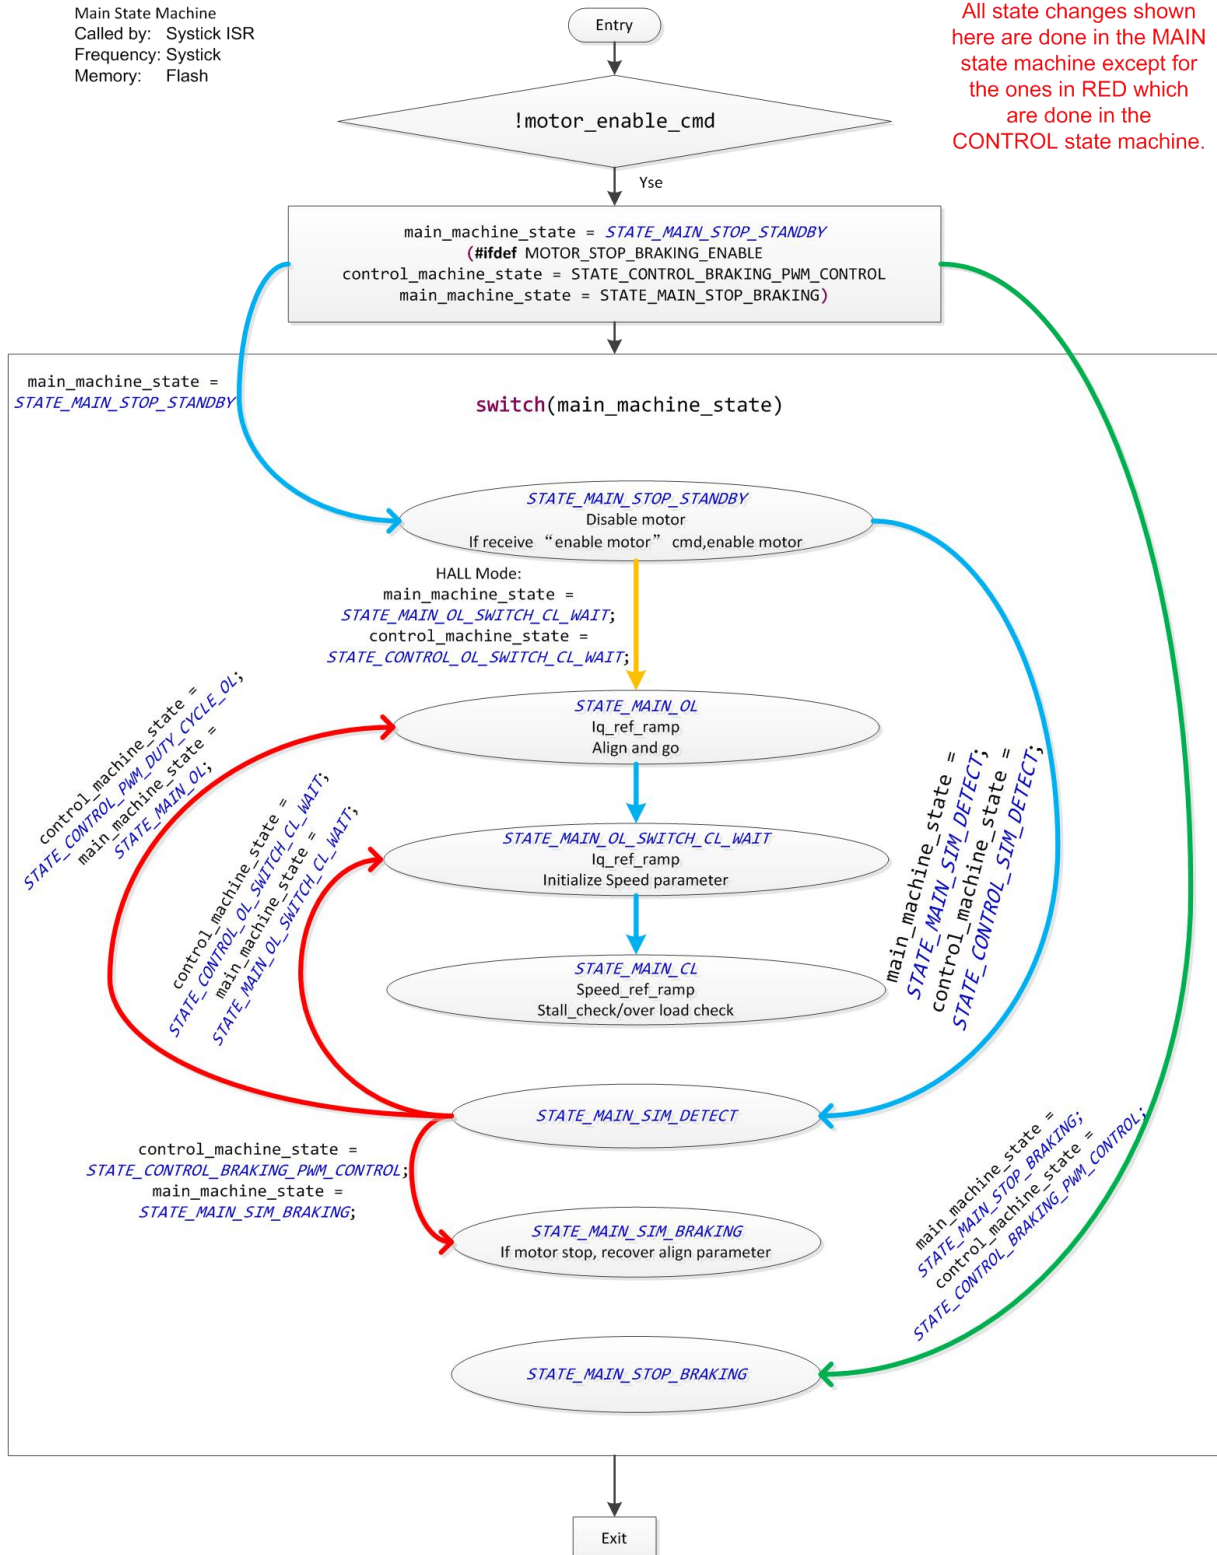 Main State Machine
Called by: Systick ISR
Frequency: Systick
Memory: Flash
Entry
All state changes shown
here are done in the MAIN
state machine except for
the ones in RED which
are done in the
CONTROL state machine.
!motor_enable_cmd
Yse
main_machine_state = STATE_MAIN_STOP_STANDBY
(#ifdef MOTOR_STOP_BRAKING_ENABLE
control_machine_state = STATE_CONTROL_BRAKING_PWM_CONTROL
main_machine_state = STATE_MAIN_STOP_BRAKING)
main_machine_state =
STATE_MAIN_STOP_STANDBY
switch(main_machine_state)
STATE_MAIN_STOP_STANDBY
Disable motor
If receive “enable motor” cmd,enable motor
HALL Mode:
main_machine_state =
STATE_MAIN_OL_SWITCH_CL_WAIT;
control_machine_state =
STATE_CONTROL_OL_SWITCH_CL_WAIT;
STATE_MAIN_OL
Iq_ref_ramp
Align and go
control_machine_state =
STATE_CONTROL_PWM_DUTY_CYCLE_OL;
main_machine_state =
STATE_MAIN_OL;
control_machine_state =
STATE_CONTROL_OL_SWITCH_CL_WAIT;
main_machine_state =
STATE_MAIN_OL_SWITCH_CL_WAIT;
STATE_MAIN_OL_SWITCH_CL_WAIT
Iq_ref_ramp
Initialize Speed parameter
main_machine_state =
STATE_MAIN_SIM_DETECT;
control_machine_state =
STATE_CONTROL_SIM_DETECT;
STATE_MAIN_CL
Speed_ref_ramp
Stall_check/over load check
STATE_MAIN_SIM_DETECT
control_machine_state =
STATE_CONTROL_BRAKING_PWM_CONTROL;
main_machine_state =
STATE_MAIN_SIM_BRAKING;
STATE_MAIN_SIM_BRAKING
If motor stop, recover align parameter
main_machine_state =
STATE_MAIN_STOP_BRAKING;
control_machine_state =
STATE_CONTROL_BRAKING_PWM_CONTROL;
STATE_MAIN_STOP_BRAKING
Exit